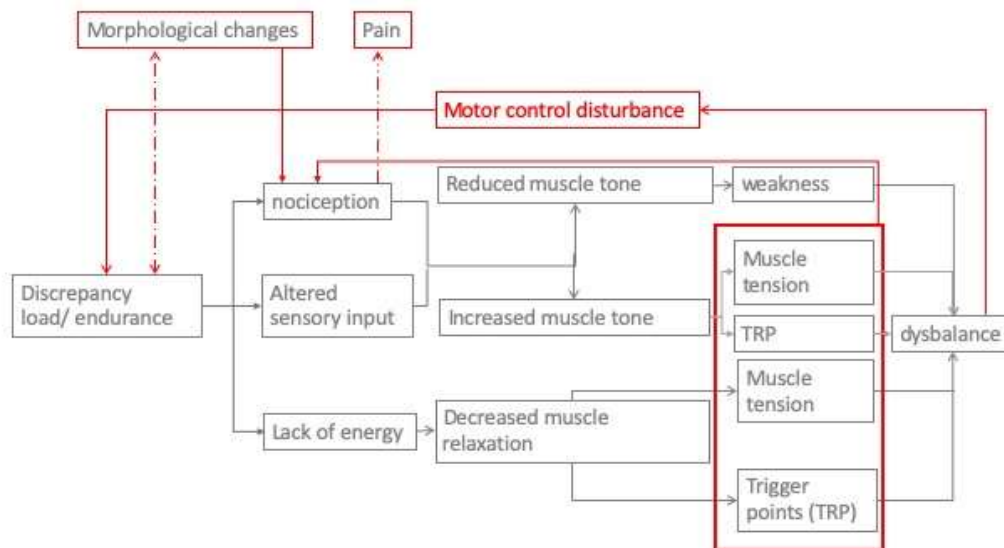 Morphological changes
Pain
Motor control disturbance
Reduced muscle tone
weakness
nociception
Muscle
tension
Discrepancy
load/ endurance
Altered
sensory input
Increased muscle tone
TRP
dysbalance
Muscle
tension
Lack of energy
Decreased muscle
relaxation
Trigger
points (TRP)